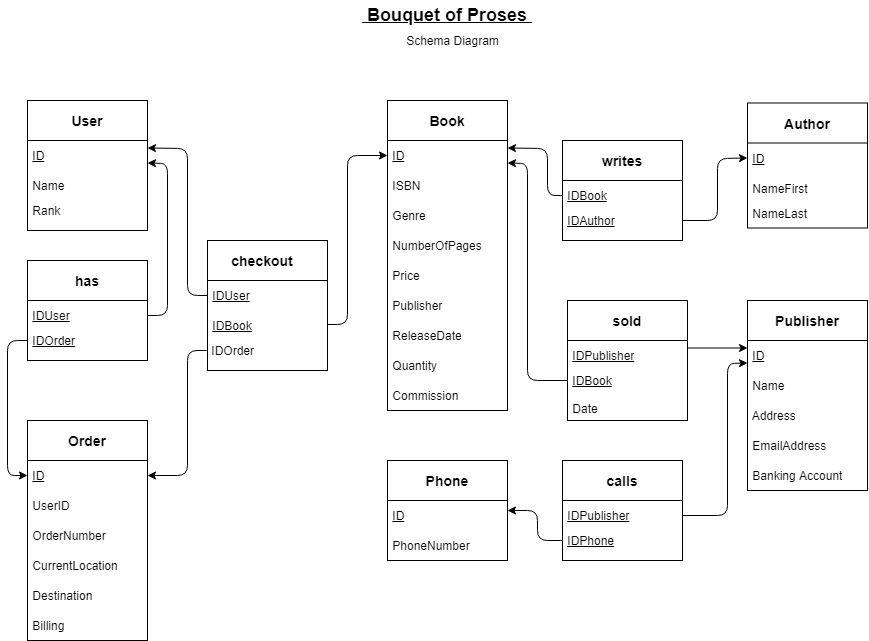 Bouquet of Proses
Schema Diagram
User
ID
Name
Rank
has
IDUser
IDOrder
Order
ID
UserID
OrderNumber
CurrentLocation
Destination
Billing
checkout
IDUser
IDBook
IDOrder
Book
ID
ISBN
Genre
NumberOfPages
Price
Publisher
ReleaseDate
Quantity
Commission
writes
IDBook
IDAuthor
Author
ID
NameFirst
NameLast
sold
IDPublisher
IDBook
Date
Publisher
ID
Name
Address
EmailAddress
Banking Account
Phone
ID
PhoneNumber
calls
IDPublisher
IDPhone